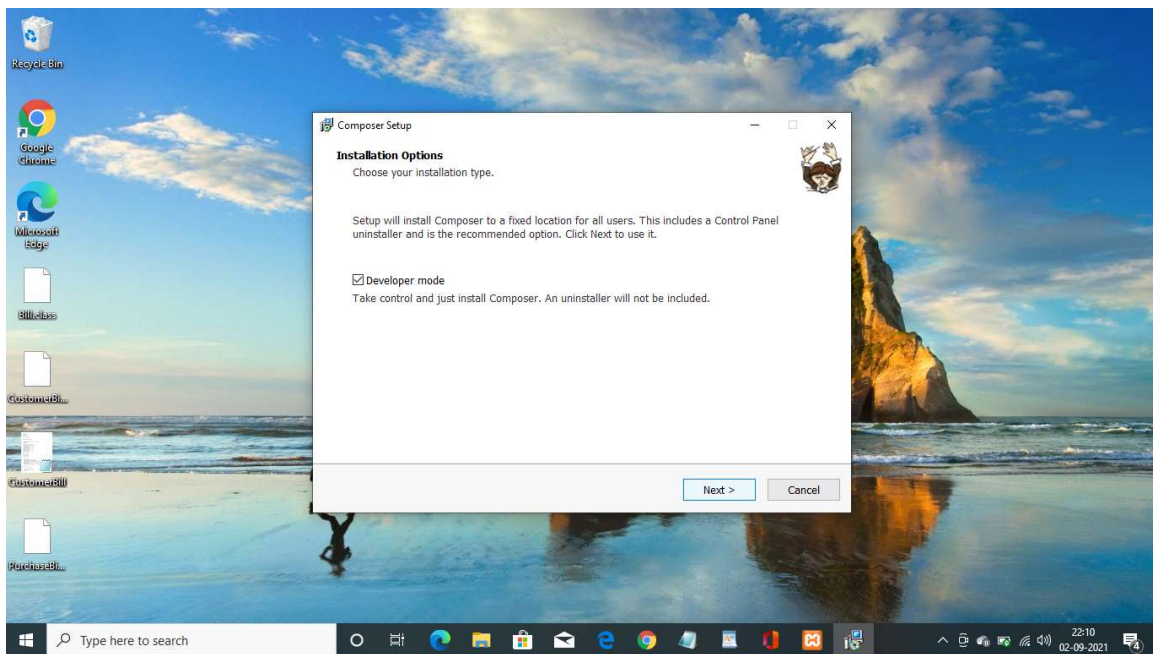 Recycle Bin
Google
Chrome
Microsoft
Edge
Bill.class
CustomerBi...
CustomerBill
PurchaseBi...
Composer Setup
Installation Options
Choose your installation type.
Setup will install Composer to a fixed location for all users. This includes a Control Panel
uninstaller and is the recommended option. Click Next to use it.
Developer mode
Take control and just install Composer. An uninstaller will not be included.
Next >
Cancel
Type here to search
22:10
02-09-2021
4